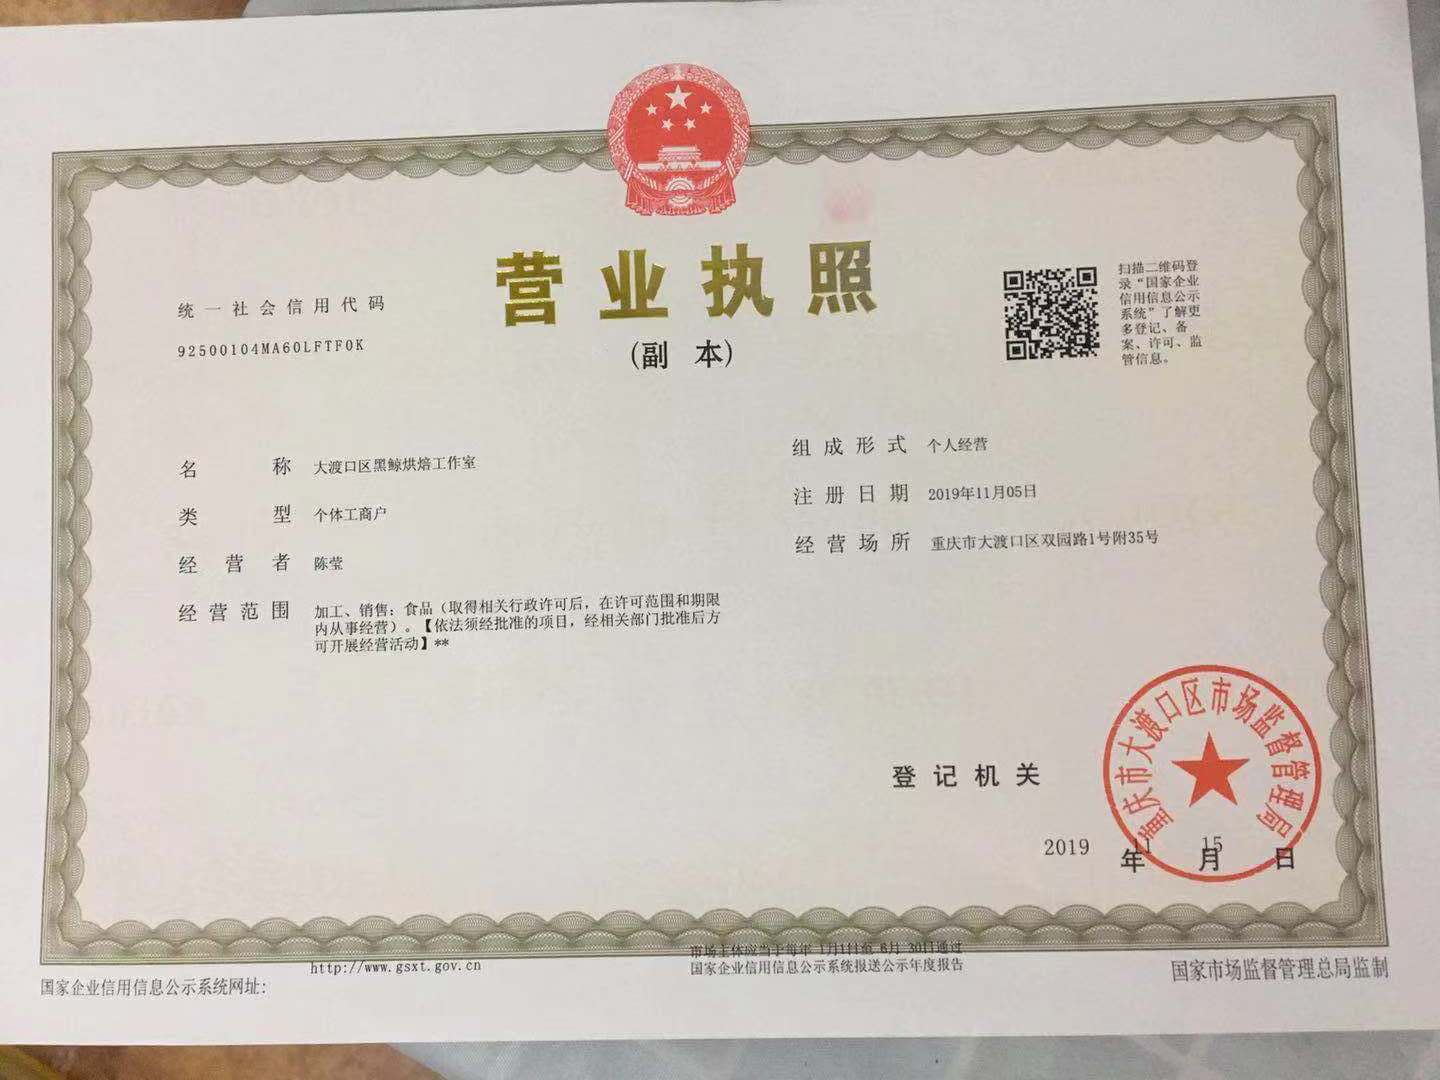 营业执照
(副 本)
统一社会信用代码
92500104MA60LFTF0K
扫描二维码登
录“国家企业
信用信息公示
系统”了解更
多登记、备
案、许可、监
管信息。
名 称 大渡口区黑鲸烘焙工作室
类 型 个体工商户
经 营 者 陈莹
经营范围 加工、销售：食品（取得相关行政许可后，在许可范围和期限
内从事经营）。【依法须经批准的项目，经相关部门批准后方
可开展经营活动】**
组成形式 个人经营
注册日期 2019年11月05日
经营场所 重庆市大渡口区双园路1号附35号
登记机关
重庆市大渡口区市场监督管理局
2019 年 11 月 15 日
国家企业信用信息公示系统网址:
http://www.gsxt.gov.cn
市场主体应当于每年 1月1日至 6月 30日通过
国家企业信用信息公示系统报送公示年度报告
国家市场监督管理总局监制